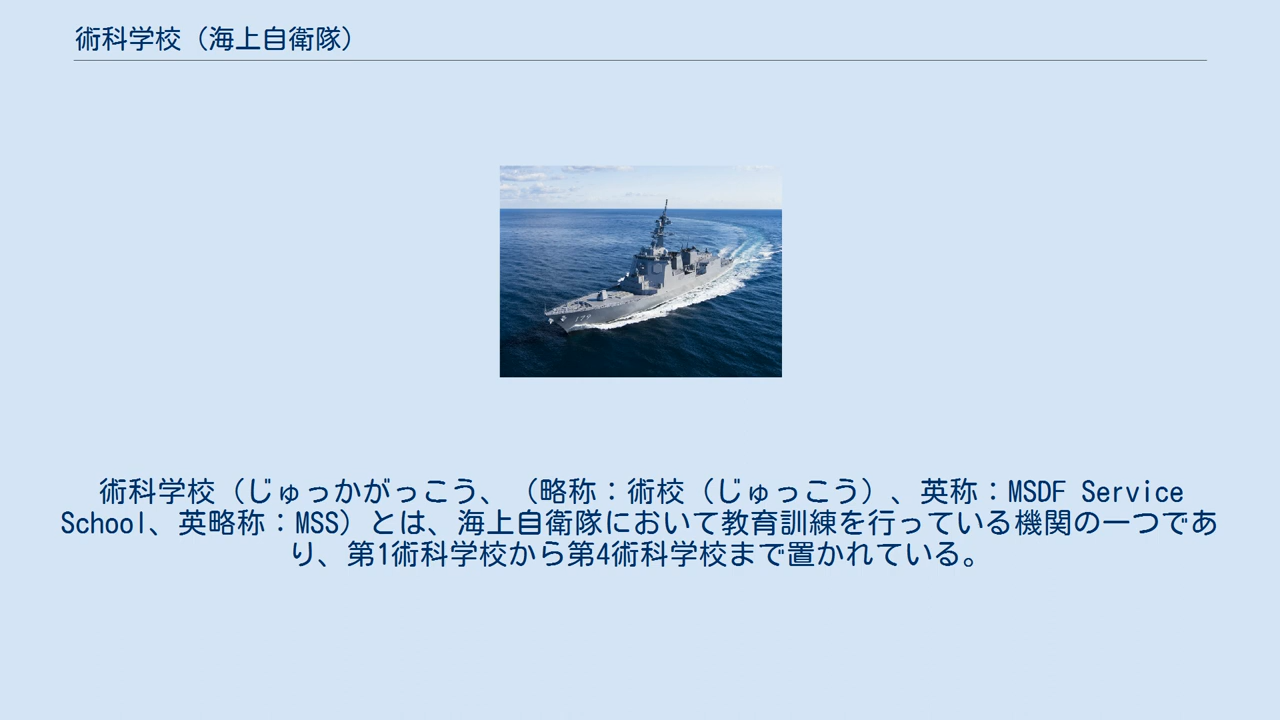 術科学校（海上自衛隊）
179
術科学校（じゅっかがっこう、（略称：術校（じゅっこう）、英称：MSDF Service
School、英略称：MSS）とは、海上自衛隊において教育訓練を行っている機関の一つであ
り、第1術科学校から第4術科学校まで置かれている。